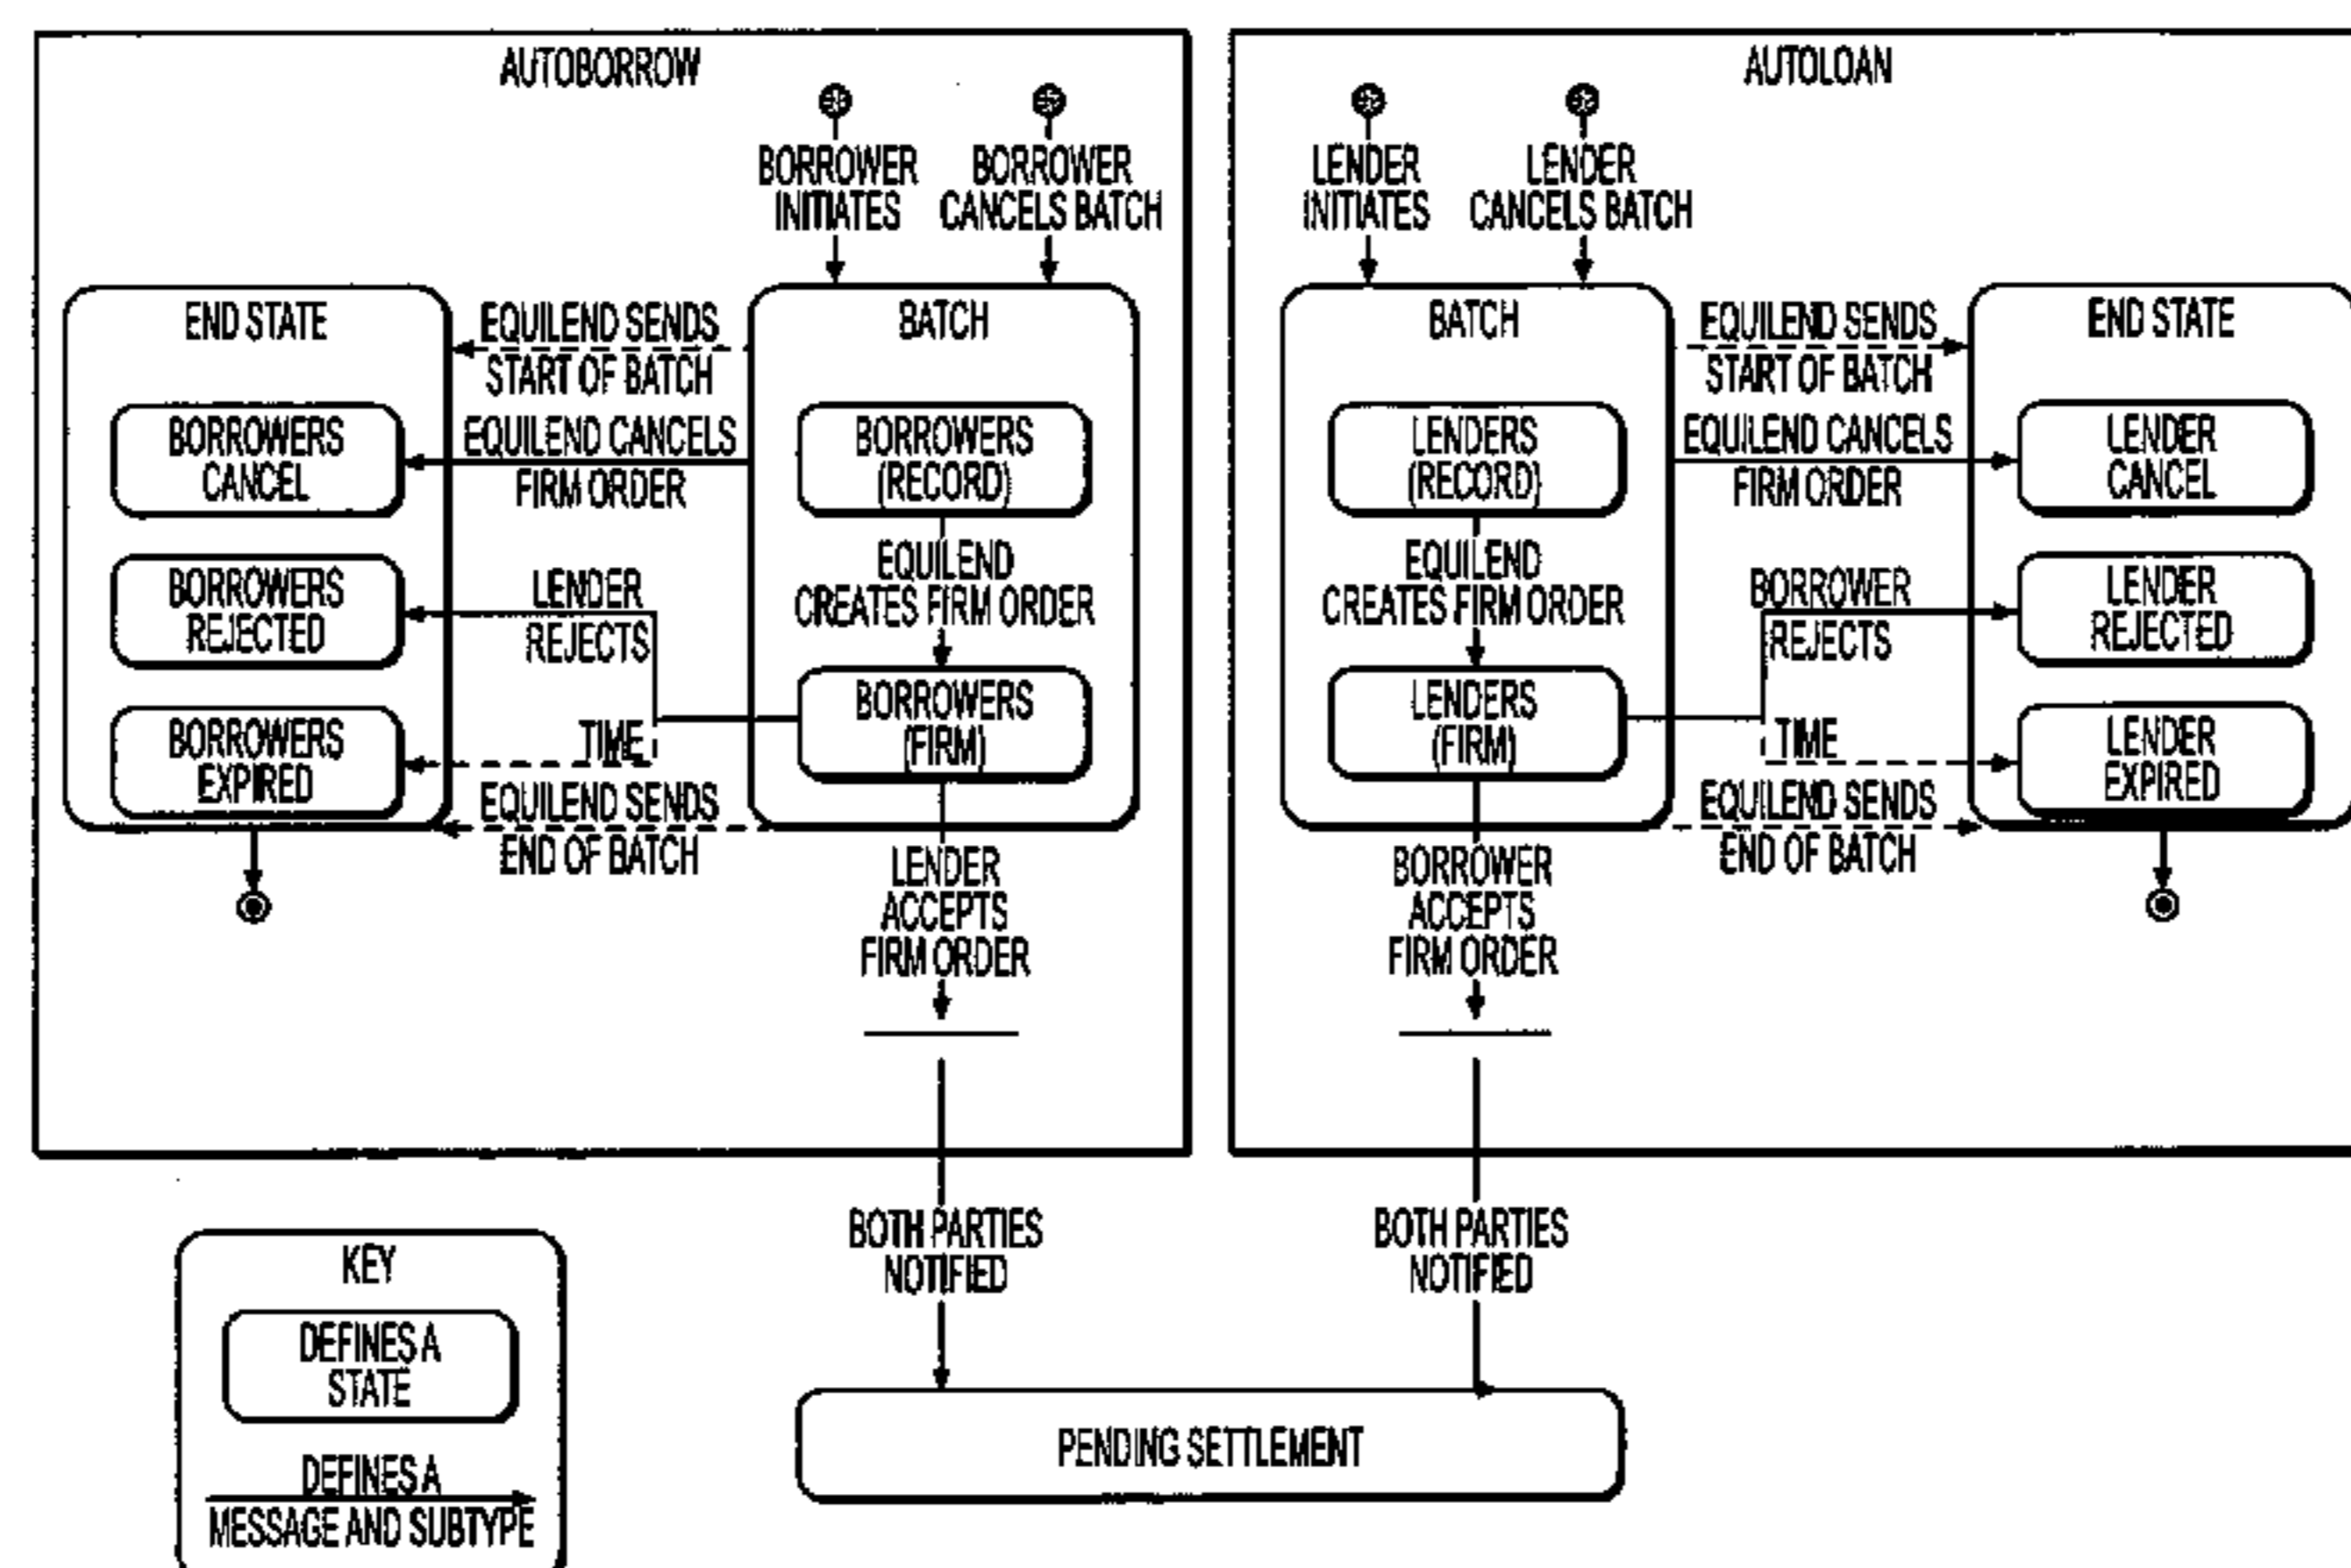 AUTOBORROW
BORROWER
INITIATES
BORROWER
CANCELS BATCH
END STATE
EQUILEND SENDS
START OF BATCH
BATCH
BORROWERS
CANCEL
EQUILEND CANCELS
FIRM ORDER
BORROWERS
(RECORD)
EQUILEND
CREATES FIRM ORDER
BORROWERS
REJECTED
LENDER
REJECTS
BORROWERS
(FIRM)
BORROWERS
EXPIRED
TIME
EQUILEND SENDS
END OF BATCH
LENDER
ACCEPTS
FIRM ORDER
BOTH PARTIES
NOTIFIED
AUTOLOAN
LENDER
INITIATES
LENDER
CANCELS BATCH
BATCH
EQUILEND SENDS
START OF BATCH
END STATE
LENDERS
(RECORD)
EQUILEND CANCELS
FIRM ORDER
LENDER
CANCEL
EQUILEND
CREATES FIRM ORDER
BORROWER
REJECTS
LENDER
REJECTED
LENDERS
(FIRM)
TIME
LENDER
EXPIRED
EQUILEND SENDS
END OF BATCH
BORROWER
ACCEPTS
FIRM ORDER
BOTH PARTIES
NOTIFIED
KEY
DEFINES A
STATE
DEFINES A
MESSAGE AND SUBTYPE
PENDING SETTLEMENT